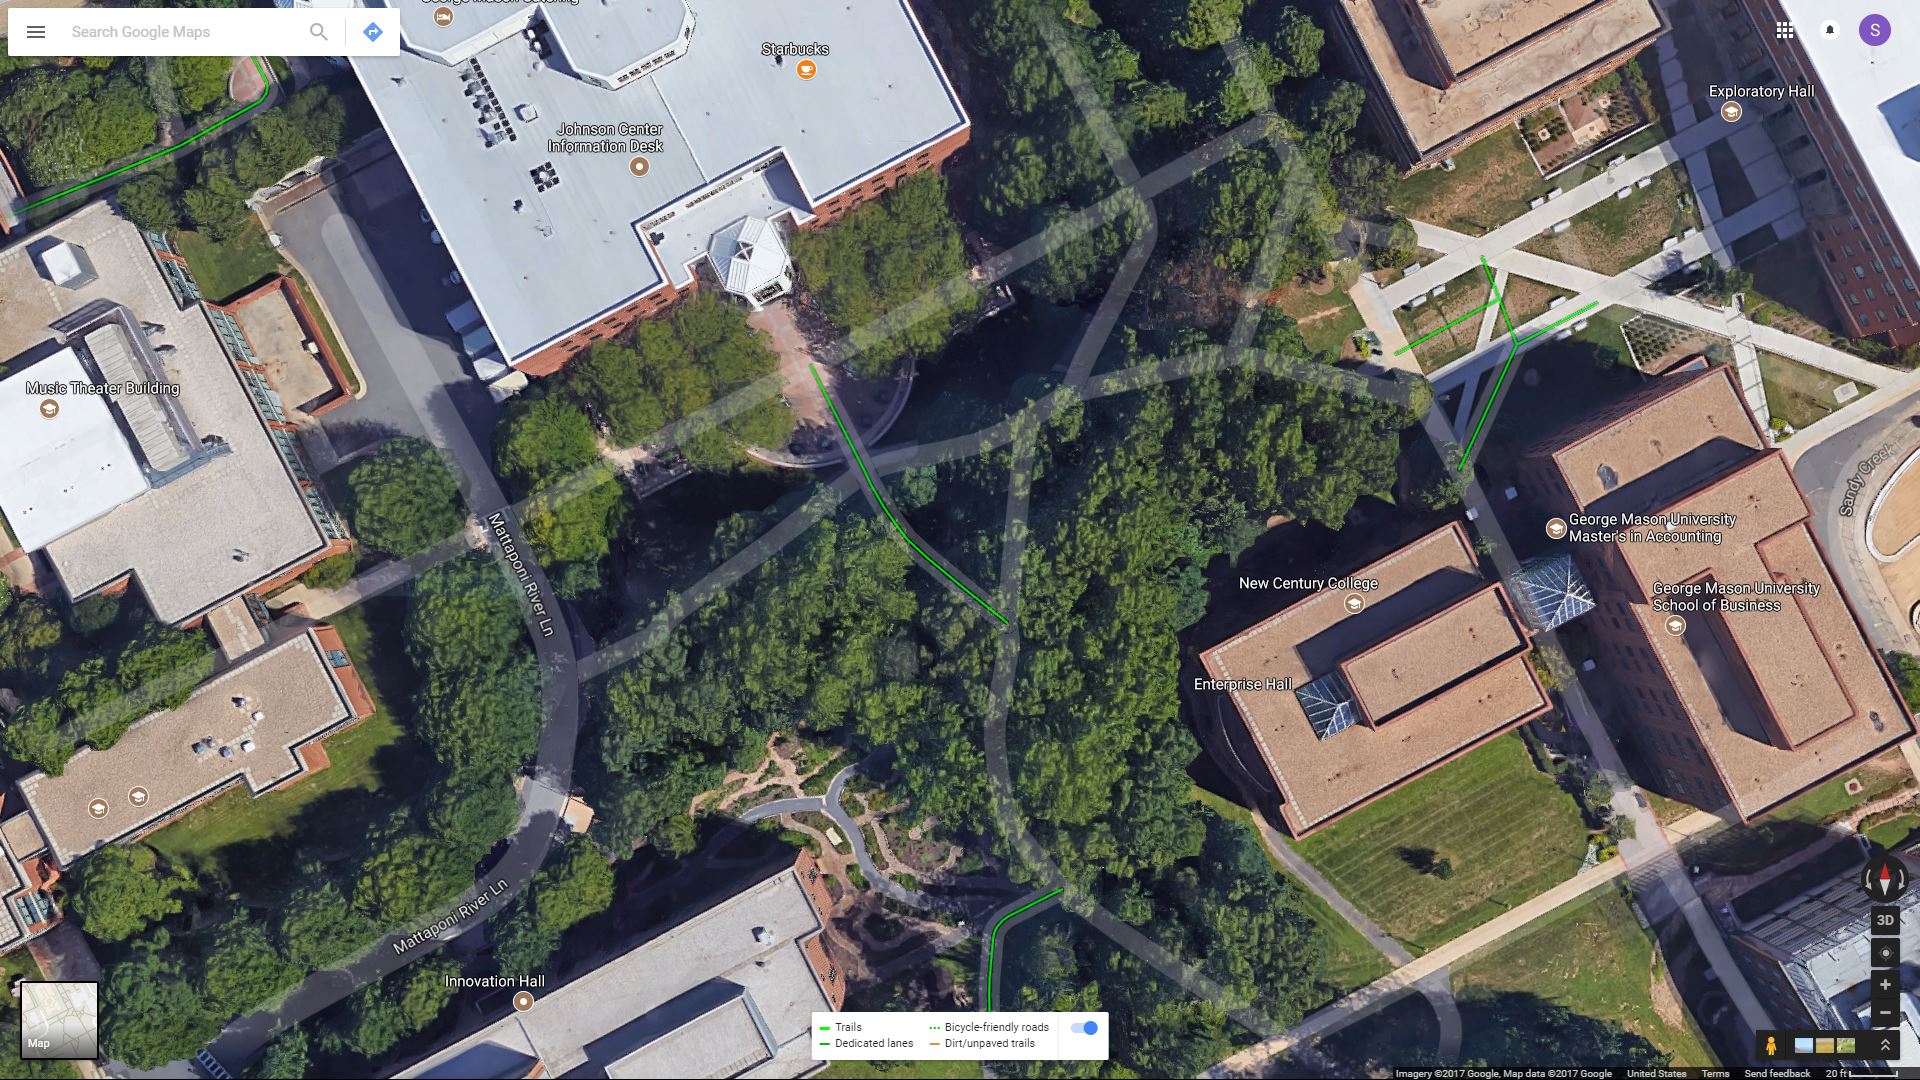 Search Google Maps
Starbucks
S
Exploratory Hall
Johnson Center
Information Desk
Music Theater Building
Mattaponi River Ln
Sandy Creek
George Mason University
Master's in Accounting
New Century College
George Mason University
School of Business
Enterprise Hall
Mattaponi River Ln
Innovation Hall
3D
Map
Trails
Bicycle-friendly roads
Dedicated lanes
Dirt/unpaved trails
Imagery ©2017 Google, Map data ©2017 Google United States Terms Send feedback 20 ft